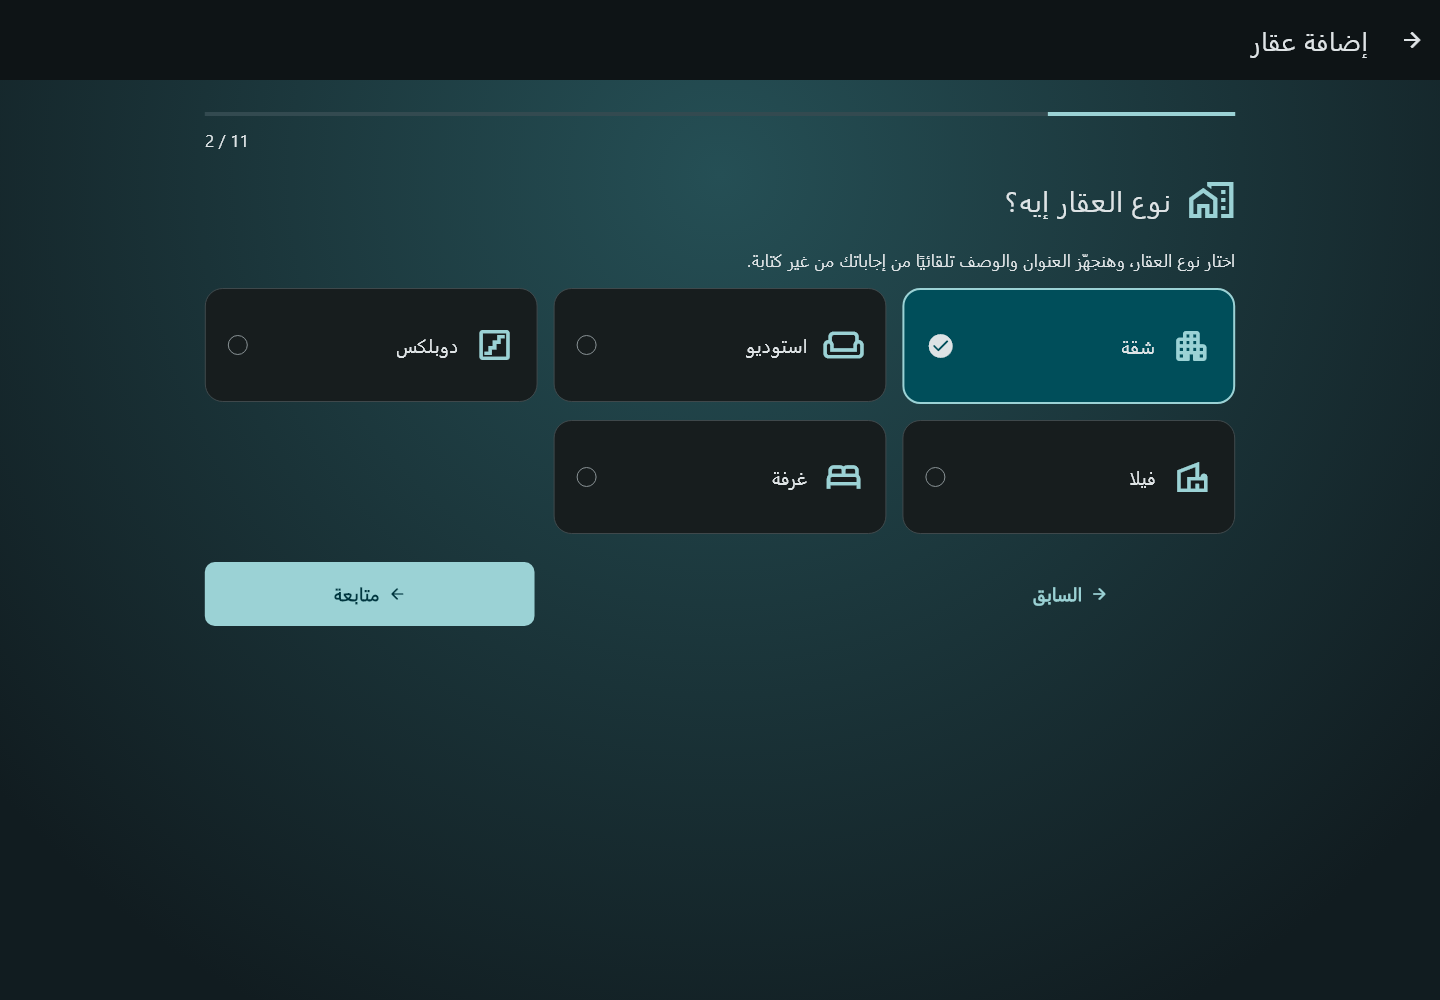 إضافة عقار
2 / 11
نوع العقار إيه؟
اختار نوع العقار، وهنجهّز العنوان والوصف تلقائيًا من إجاباتك من غير كتابة.
شقة
استوديو
دوبلكس
فيلا
غرفة
السابق
متابعة